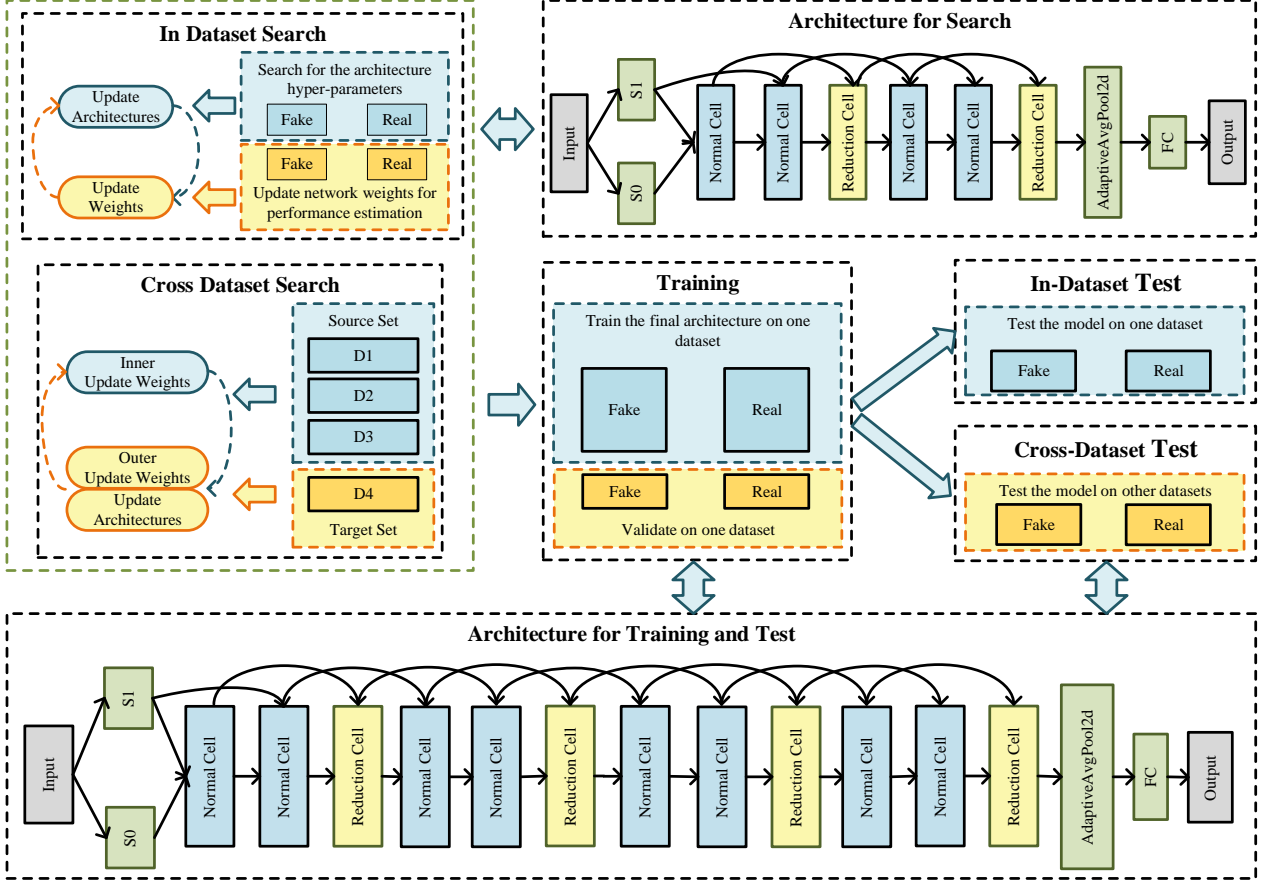 In Dataset Search
Search for the architecture
hyper-parameters
Fake
Real
Fake
Real
Update network weights for
performance estimation
Update
Architectures
Update
Weights
Architecture for Search
Input
S1
S0
Normal Cell
Normal Cell
Reduction Cell
Normal Cell
Normal Cell
Reduction Cell
AdaptiveAvgPool2d
FC
Output
Cross Dataset Search
Source Set
D1
D2
D3
D4
Target Set
Inner
Update Weights
Outer
Update Weights
Update
Architectures
Training
Train the final architecture on one
dataset
Fake
Real
Fake
Real
Validate on one dataset
In-Dataset Test
Test the model on one dataset
Fake
Real
Cross-Dataset Test
Test the model on other datasets
Fake
Real
Architecture for Training and Test
Input
S1
S0
Normal Cell
Normal Cell
Reduction Cell
Normal Cell
Normal Cell
Reduction Cell
Normal Cell
Normal Cell
Reduction Cell
Normal Cell
Normal Cell
Reduction Cell
AdaptiveAvgPool2d
FC
Output